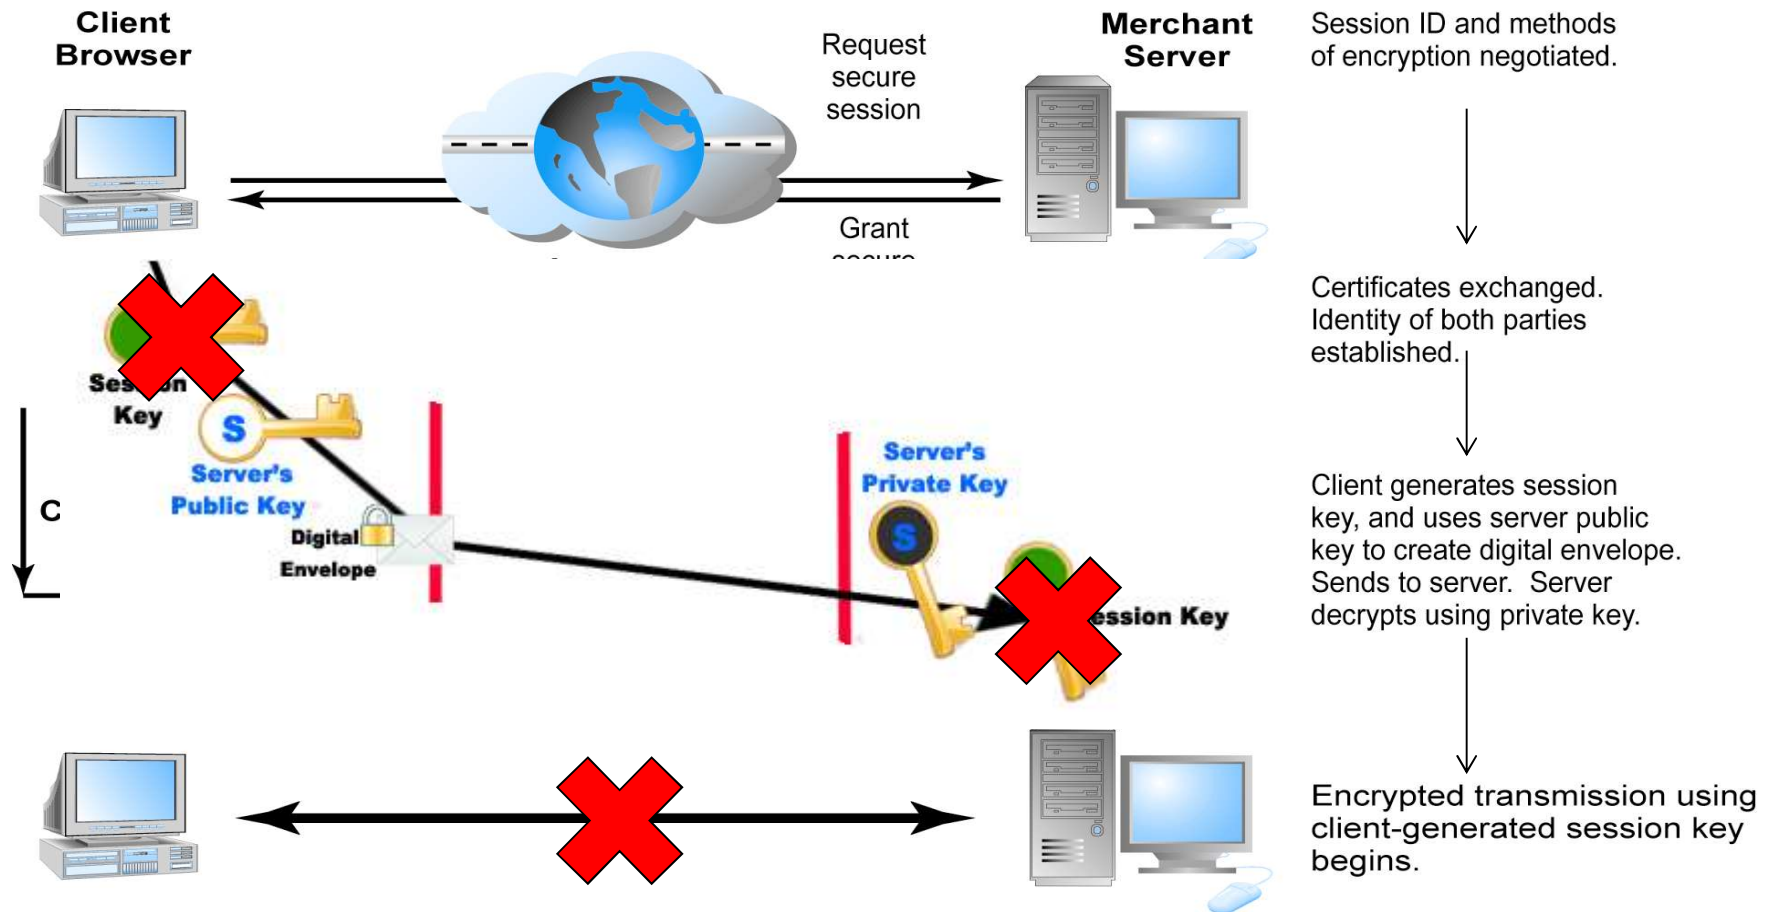 Client
Browser
Request
secure
session
Merchant
Server
Session ID and methods
of encryption negotiated.
Grant
secure
Certificates exchanged.
Identity of both parties
established.
Key
S
Server's
Public Key
C
Digital
Envelope
Server's
Private Key
S
ession Key
Client generates session
key, and uses server public
key to create digital envelope.
Sends to server. Server
decrypts using private key.
Encrypted transmission using
client-generated session key
begins.